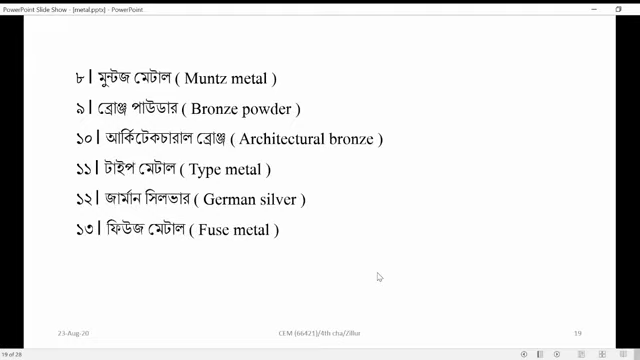 PowerPoint Slide Show - [metal.pptx] - PowerPoint
৮। মুন্টজ মেটাল ( Muntz metal )
৯। ব্রোঞ্জ পাউডার ( Bronze powder )
১০। আর্কিটেকচারাল ব্রোঞ্জ ( Architectural bronze )
১১। টাইপ মেটাল ( Type metal )
১২। জার্মান সিলভার ( German silver )
১৩। ফিউজ মেটাল ( Fuse metal )
23-Aug-20 CEM (66421)/4th cha/Zillur 19
19 of 28